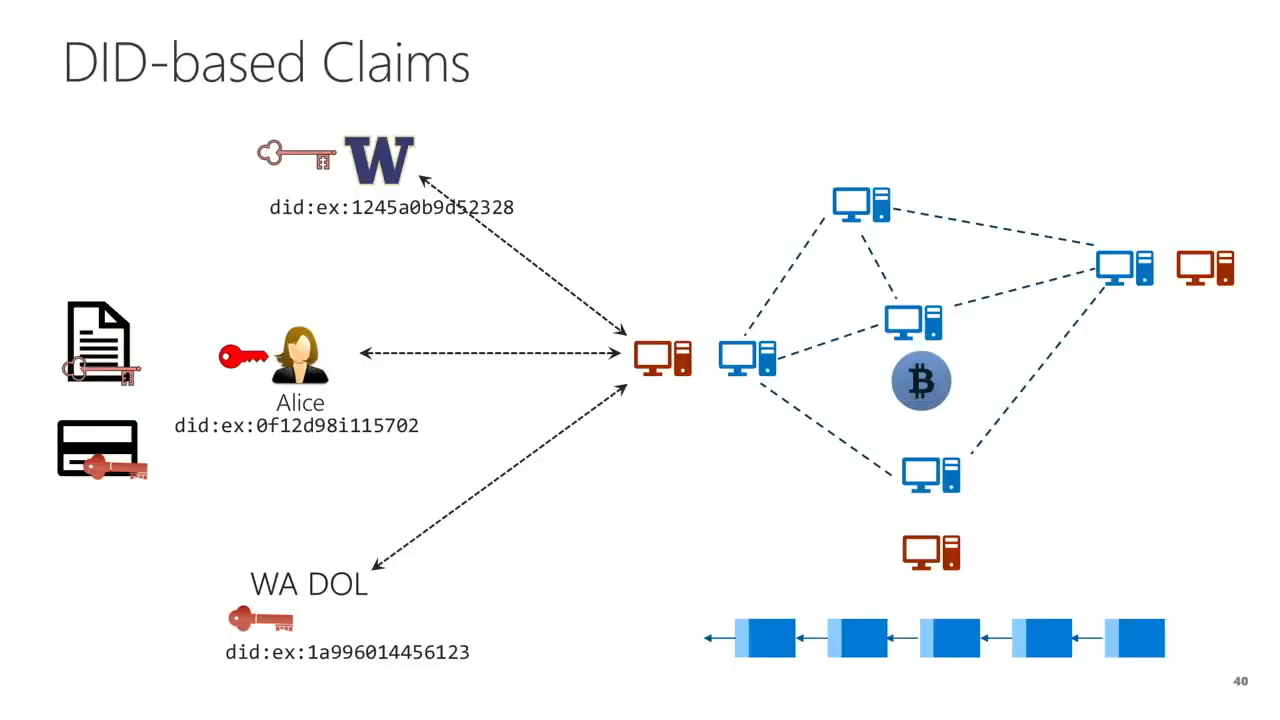 DID-based Claims
W
did:ex:1245a0b9d52328
Alice
did:ex:0f12d98i115702
WA DOL
did:ex:1a996014456123
40